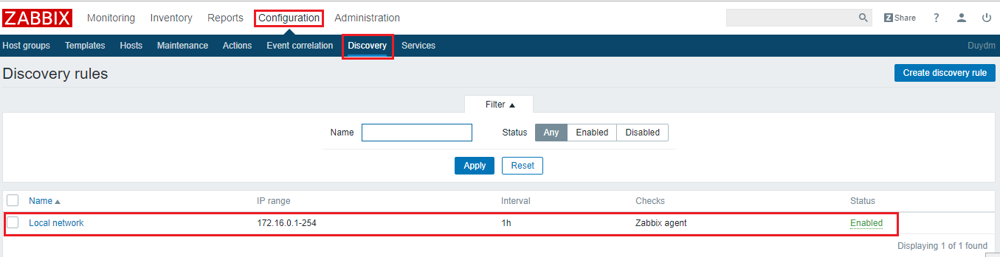 ZABBIX Monitoring Inventory Reports Configuration Administration Z Share ?
Host groups Templates Hosts Maintenance Actions Event correlation Discovery Services Duydm
Discovery rules Create discovery rule
Filter ▲
Name Status Any Enabled Disabled
Apply Reset
Name ▲ IP range Interval Checks Status
Local network 172.16.0.1-254 1h Zabbix agent Enabled
Displaying 1 of 1 found